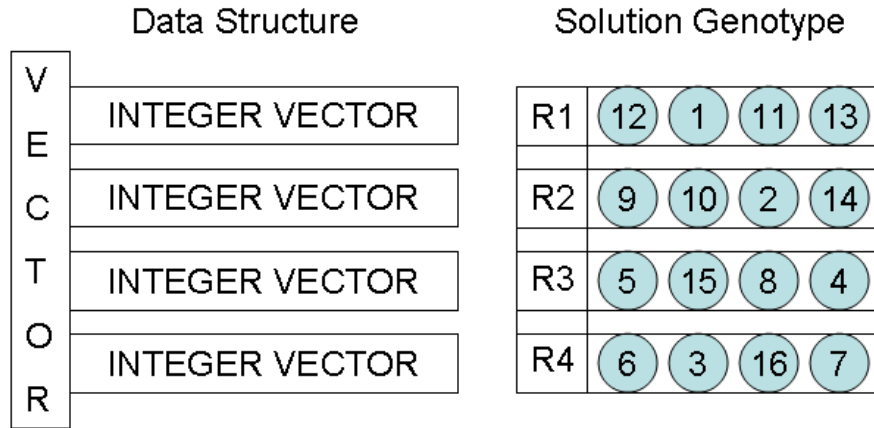 Data Structure
Solution Genotype
VECTOR
INTEGER VECTOR
INTEGER VECTOR
INTEGER VECTOR
INTEGER VECTOR
R1 12 1 11 13
R2 9 10 2 14
R3 5 15 8 4
R4 6 3 16 7